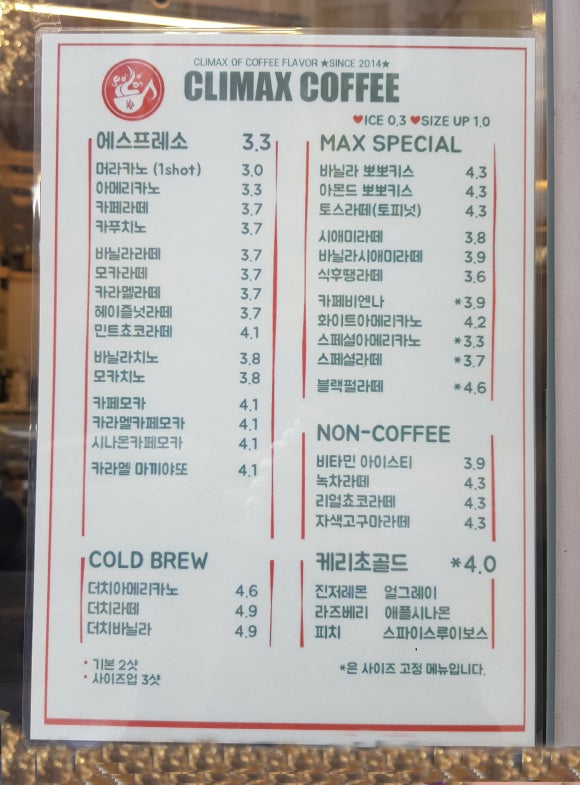 CLIMAX OF COFFEE FLAVOR ★SINCE 2014★
CLIMAX COFFEE
♥ICE 0.3 ♥SIZE UP 1.0
에스프레소 3.3
머라카노 (1shot) 3.0
아메리카노 3.3
카페라떼 3.7
카푸치노 3.7
바닐라라떼 3.7
모카라떼 3.7
카라멜라떼 3.7
헤이즐넛라떼 3.7
민트쵸코라떼 4.1
바닐라치노 3.8
모카치노 3.8
카페모카 4.1
카라멜카페모카 4.1
시나몬카페모카 4.1
카라멜 마끼야또 4.1
COLD BREW
더치아메리카노 4.6
더치라떼 4.9
더치바닐라 4.9
• 기본 2샷
• 사이즈업 3샷
MAX SPECIAL
바닐라 뽀뽀키스 4.3
아몬드 뽀뽀키스 4.3
토스라떼(토피넛) 4.3
시애미라떼 3.8
바닐라시애미라떼 3.9
식후땡라떼 3.6
카페비엔나 *3.9
화이트아메리카노 4.2
스페셜아메리카노 *3.3
스페셜라떼 *3.7
블랙펄라떼 *4.6
NON-COFFEE
비타민 아이스티 3.9
녹차라떼 4.3
리얼쵸코라떼 4.3
자색고구마라떼 4.3
케리초골드 *4.0
진저레몬 얼그레이
라즈베리 애플시나몬
피치 스파이스루이보스
*은 사이즈 고정 메뉴입니다.